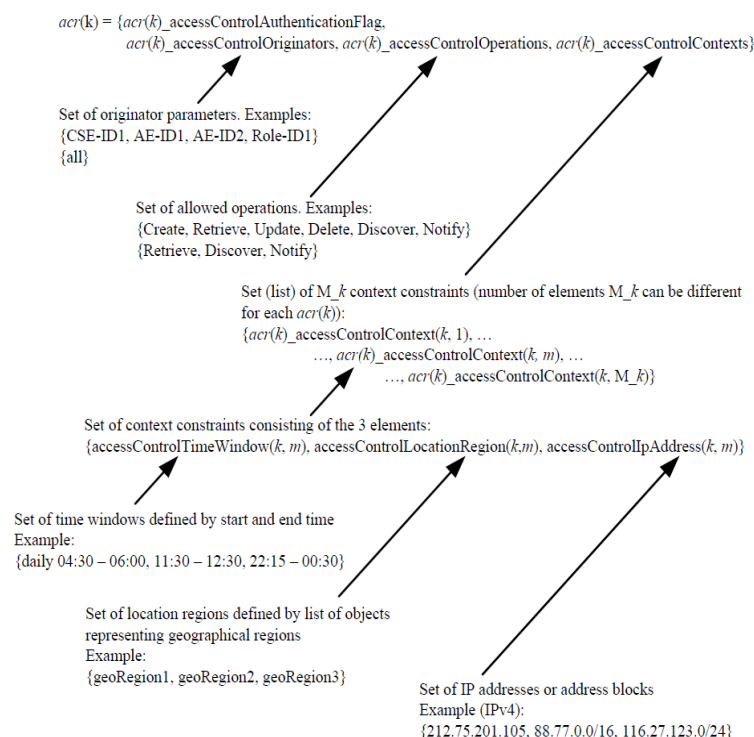 acr(k) = {acr(k)_accessControlAuthenticationFlag,
acr(k)_accessControlOriginators, acr(k)_accessControlOperations, acr(k)_accessControlContexts}
Set of originator parameters. Examples:
{CSE-ID1, AE-ID1, AE-ID2, Role-ID1}
{all}
Set of allowed operations. Examples:
{Create, Retrieve, Update, Delete, Discover, Notify}
{Retrieve, Discover, Notify}
Set (list) of M_k context constraints (number of elements M_k can be different
for each acr(k)):
{acr(k)_accessControlContext(k, 1), …
…, acr(k)_accessControlContext(k, m), …
…, acr(k)_accessControlContext(k, M_k)}
Set of context constraints consisting of the 3 elements:
{accessControlTimeWindow(k, m), accessControlLocationRegion(k,m), accessControlIpAddress(k, m)}
Set of time windows defined by start and end time
Example:
{daily 04:30 – 06:00, 11:30 – 12:30, 22:15 – 00:30}
Set of location regions defined by list of objects
representing geographical regions
Example:
{geoRegion1, geoRegion2, geoRegion3}
Set of IP addresses or address blocks
Example (IPv4):
{212.75.201.105, 88.77.0.0/16, 116.27.123.0/24}